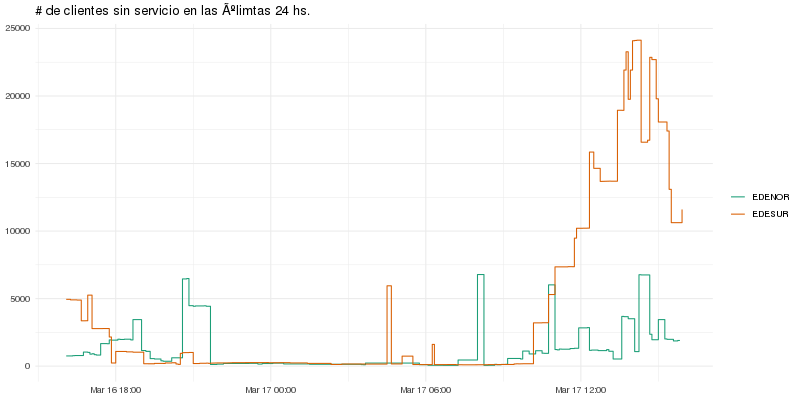 # de clientes sin servicio en las Ãºlimtas 24 hs.
25000
20000
15000
10000
5000
0
Mar 16 18:00
Mar 17 00:00
Mar 17 06:00
Mar 17 12:00
EDENOR
EDESUR